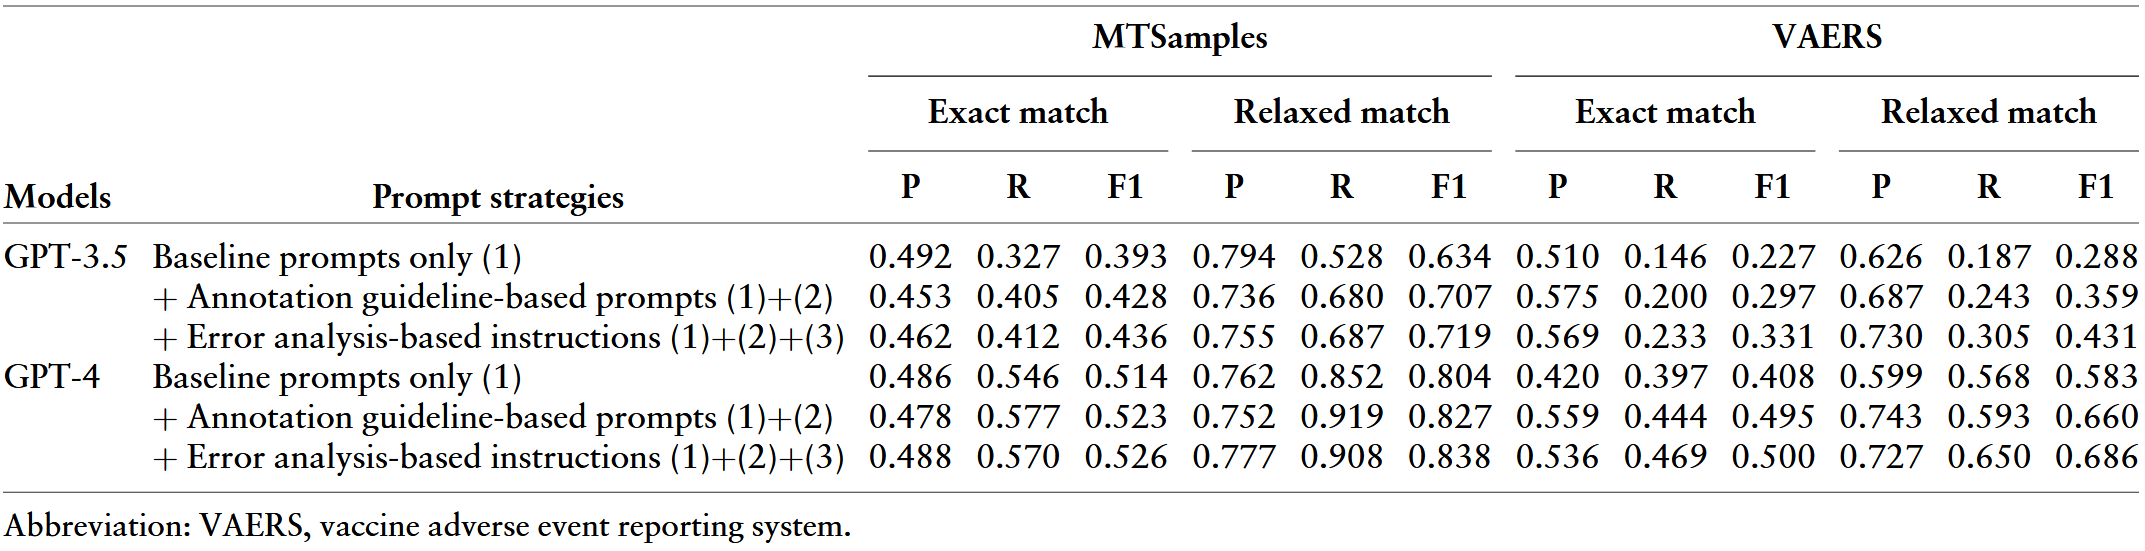 MTSamples VAERS
Exact match Relaxed match Exact match Relaxed match
Models Prompt strategies P R F1 P R F1 P R F1 P R F1
GPT-3.5 Baseline prompts only (1) 0.492 0.327 0.393 0.794 0.528 0.634 0.510 0.146 0.227 0.626 0.187 0.288
+ Annotation guideline-based prompts (1)+(2) 0.453 0.405 0.428 0.736 0.680 0.707 0.575 0.200 0.297 0.687 0.243 0.359
+ Error analysis-based instructions (1)+(2)+(3) 0.462 0.412 0.436 0.755 0.687 0.719 0.569 0.233 0.331 0.730 0.305 0.431
GPT-4 Baseline prompts only (1) 0.486 0.546 0.514 0.762 0.852 0.804 0.420 0.397 0.408 0.599 0.568 0.583
+ Annotation guideline-based prompts (1)+(2) 0.478 0.577 0.523 0.752 0.919 0.827 0.559 0.444 0.495 0.743 0.593 0.660
+ Error analysis-based instructions (1)+(2)+(3) 0.488 0.570 0.526 0.777 0.908 0.838 0.536 0.469 0.500 0.727 0.650 0.686
Abbreviation: VAERS, vaccine adverse event reporting system.